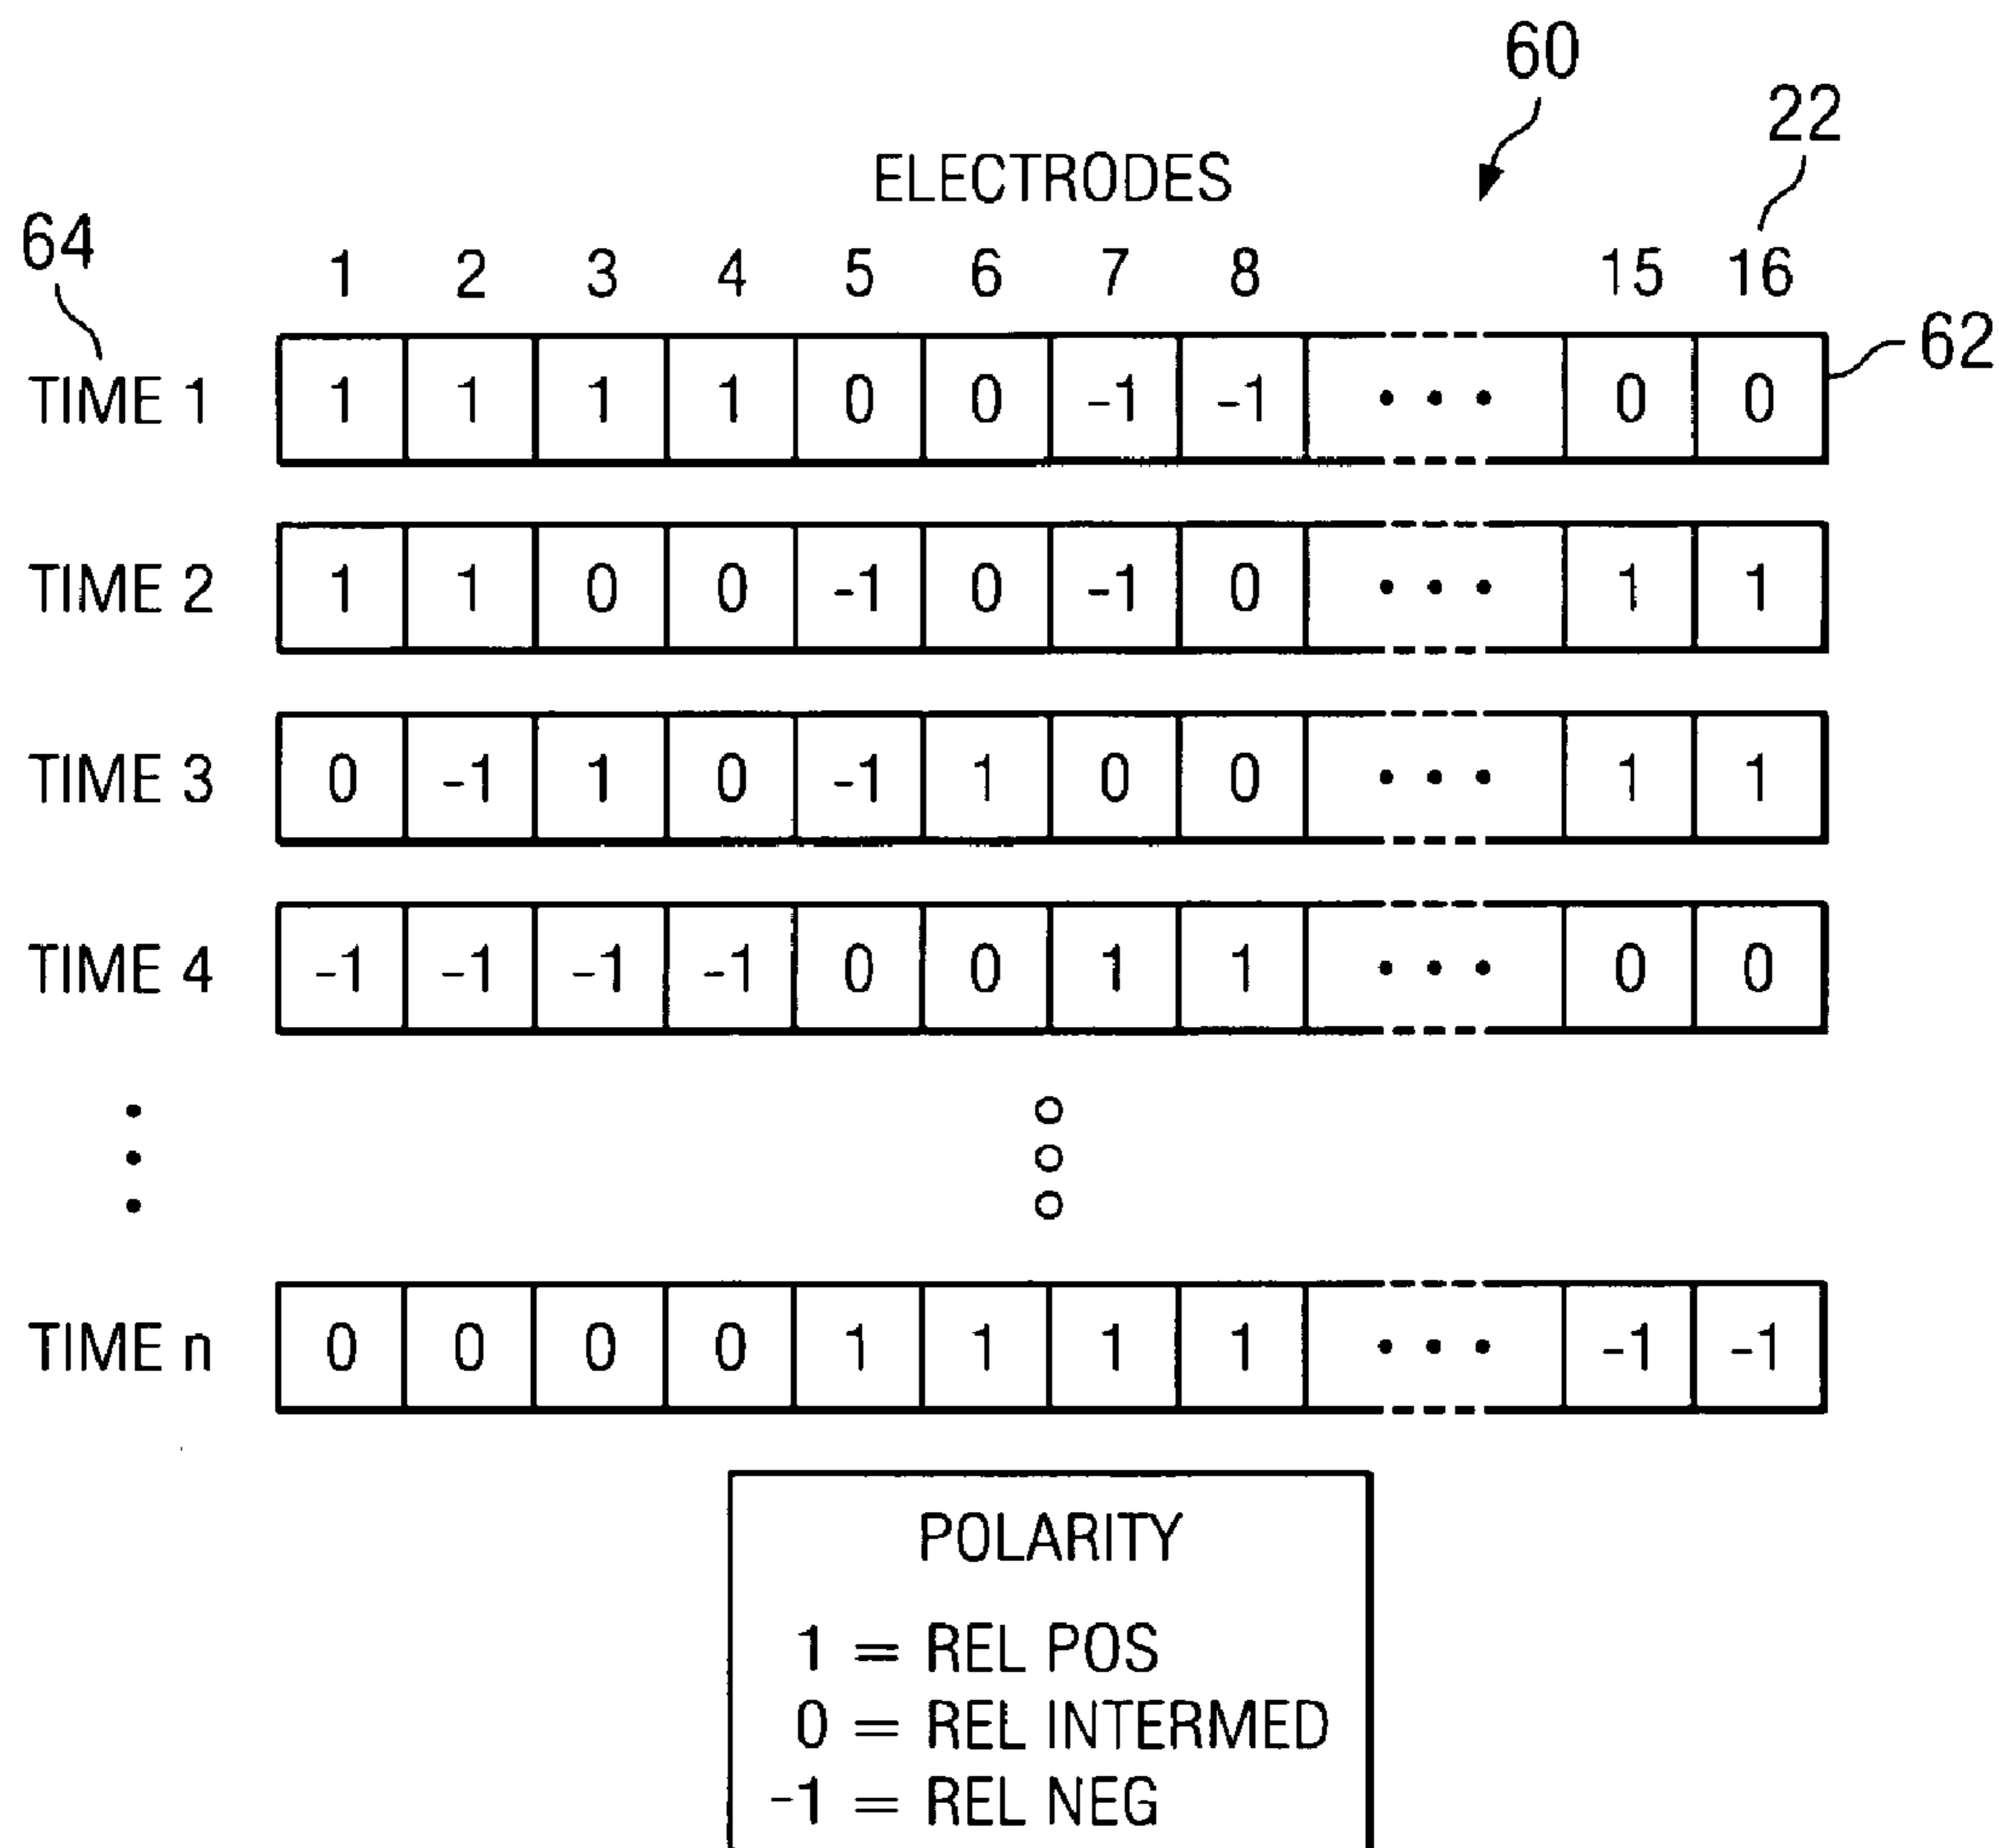 60
22
ELECTRODES
64
1 2 3 4 5 6 7 8 15 16
62
TIME 1 1 1 1 1 0 0 -1 -1 • • • 0 0
TIME 2 1 1 0 0 -1 0 -1 0 • • • 1 1
TIME 3 0 -1 1 0 -1 1 0 0 • • • 1 1
TIME 4 -1 -1 -1 -1 0 0 1 1 • • • 0 0
TIME n 0 0 0 0 1 1 1 1 • • • -1 -1
POLARITY
1 = REL POS
0 = REL INTERMED
-1 = REL NEG